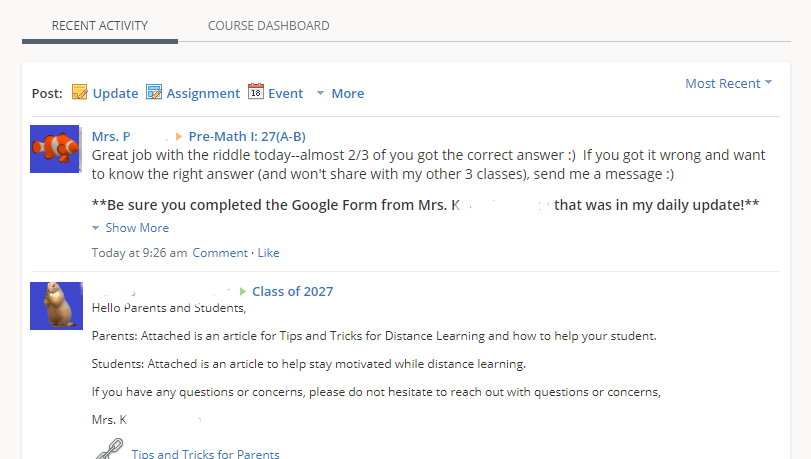 RECENT ACTIVITY COURSE DASHBOARD
Post: Update Assignment 18 Event More Most Recent
Mrs. P Pre-Math I: 27(A-B)
Great job with the riddle today--almost 2/3 of you got the correct answer :) If you got it wrong and want
to know the right answer (and won't share with my other 3 classes), send me a message :)
**Be sure you completed the Google Form from Mrs. K that was in my daily update!**
Show More
Today at 9:26 am Comment · Like
Class of 2027
Hello Parents and Students,
Parents: Attached is an article for Tips and Tricks for Distance Learning and how to help your student.
Students: Attached is an article to help stay motivated while distance learning.
If you have any questions or concerns, please do not hesitate to reach out with questions or concerns,
Mrs. K
Tips and Tricks for Parents